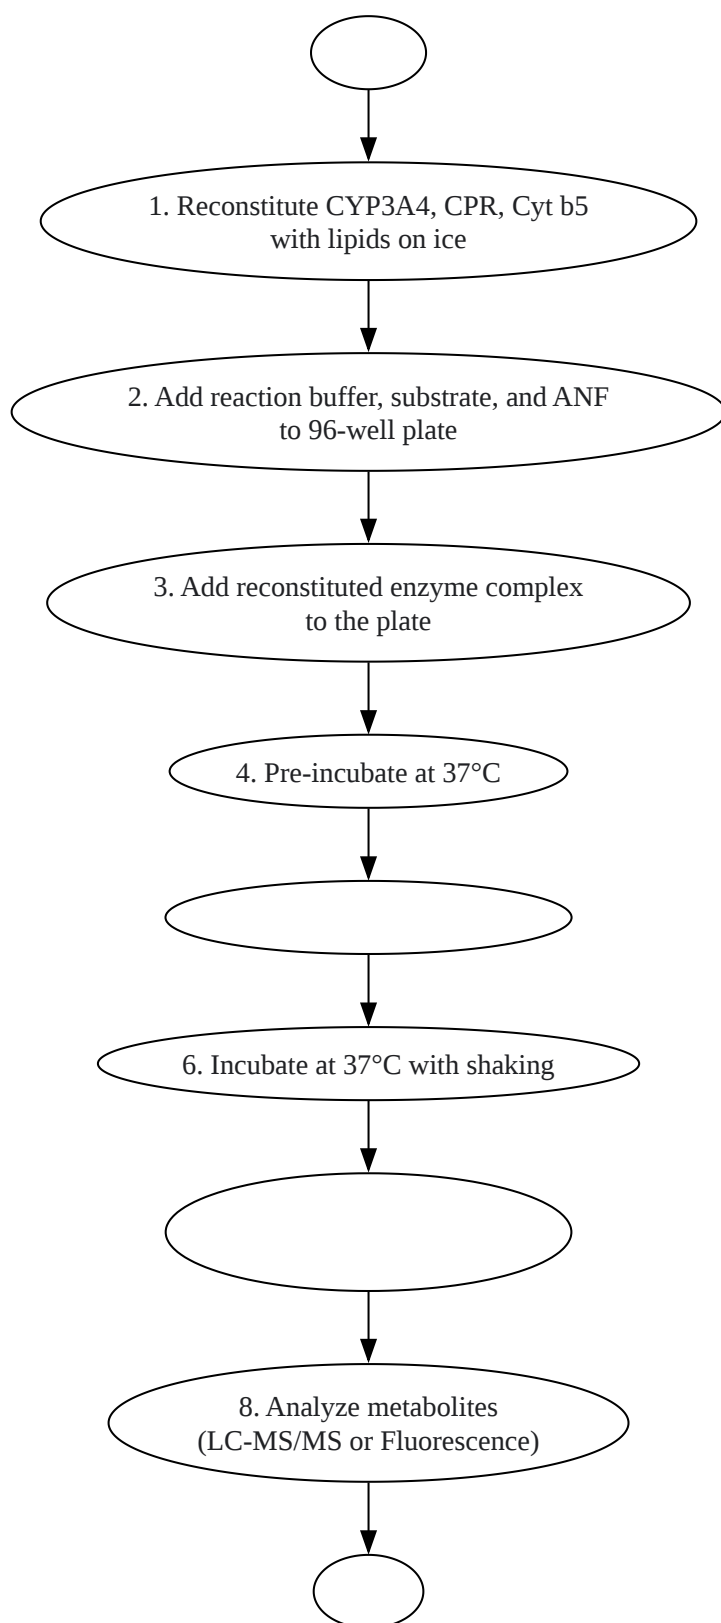 1. Reconstitute CYP3A4, CPR, Cyt b5
with lipids on ice
2. Add reaction buffer, substrate, and ANF
to 96-well plate
3. Add reconstituted enzyme complex
to the plate
4. Pre-incubate at 37°C
6. Incubate at 37°C with shaking
8. Analyze metabolites
(LC-MS/MS or Fluorescence)